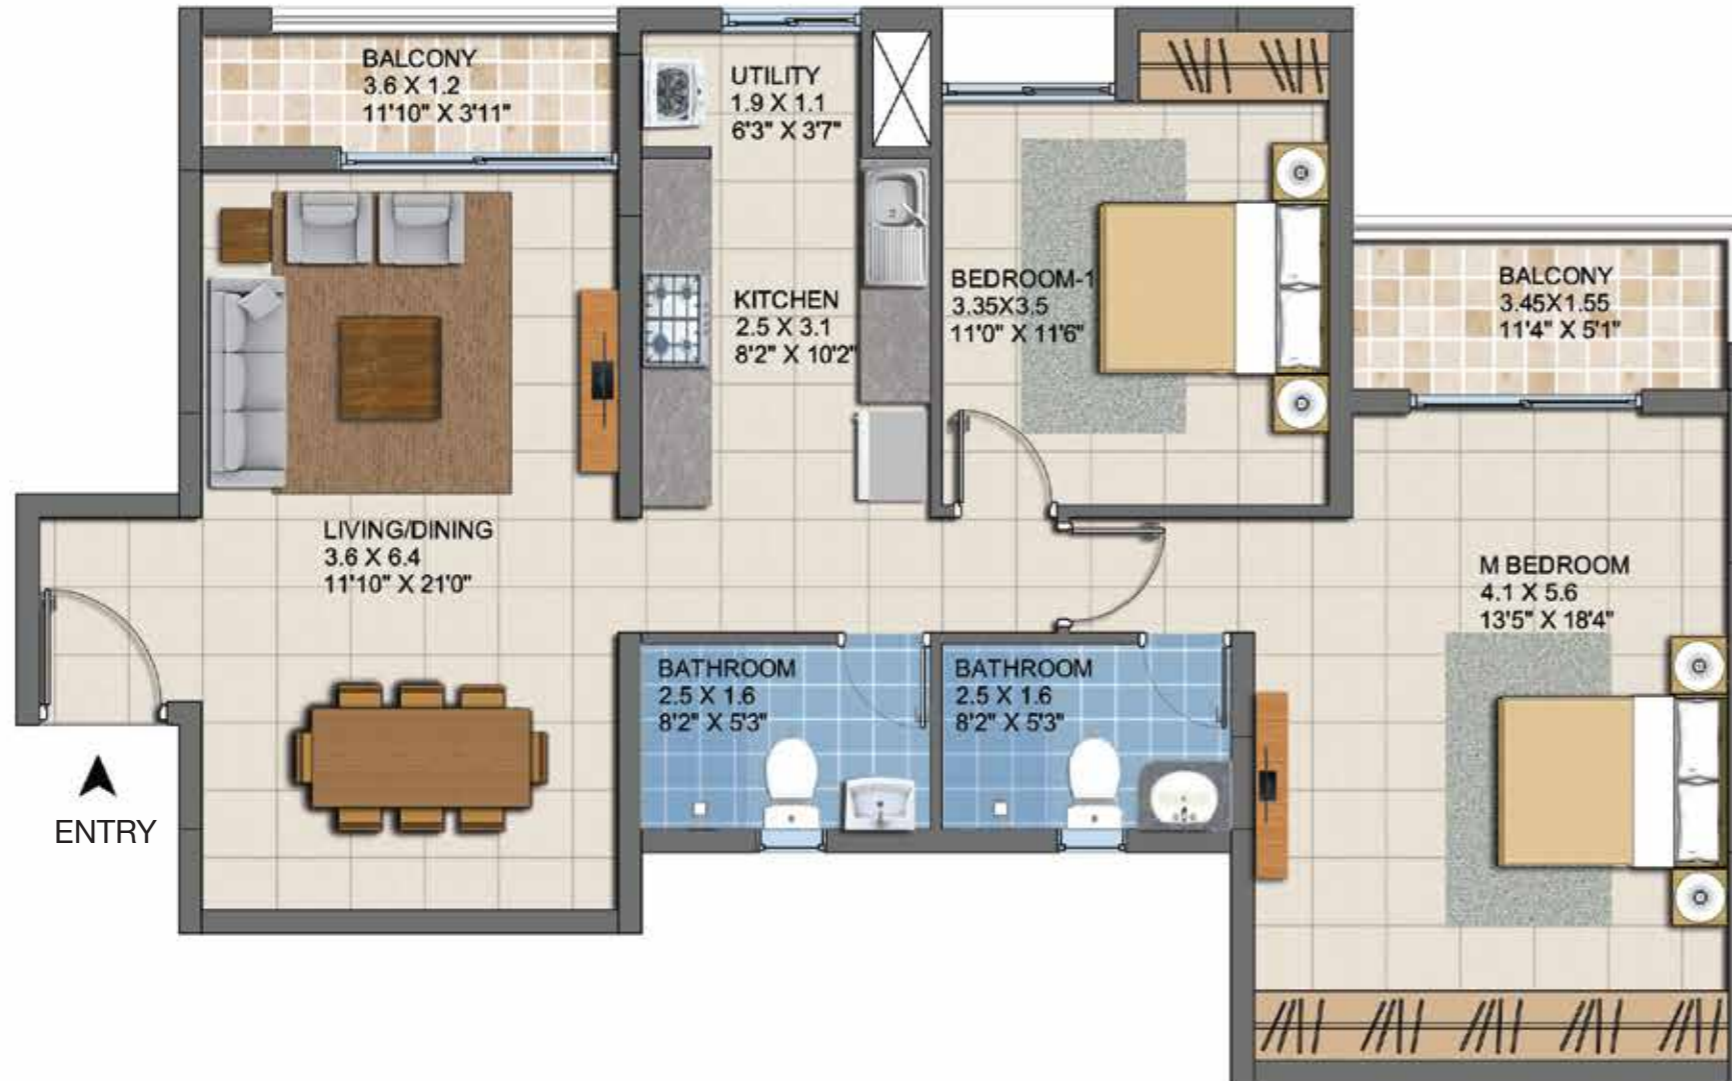 BALCONY
3.6 X 1.2
11'10" X 3'11"
UTILITY
1.9 X 1.1
6'3" X 3'7"
KITCHEN
2.5 X 3.1
8'2" X 10'2"
BEDROOM-1
3.35X3.5
11'0" X 11'6"
BALCONY
3.45X1.55
11'4" X 5'1"
LIVING/DINING
3.6 X 6.4
11'10" X 21'0"
M BEDROOM
4.1 X 5.6
13'5" X 18'4"
BATHROOM
2.5 X 1.6
8'2" X 5'3"
BATHROOM
2.5 X 1.6
8'2" X 5'3"
ENTRY